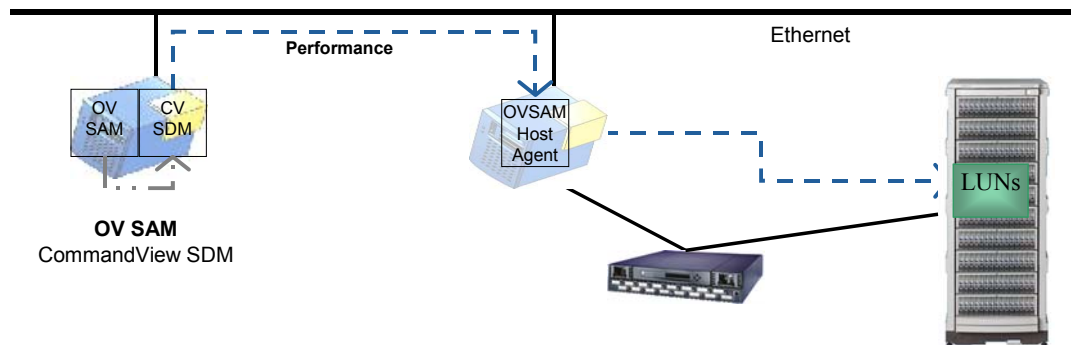 Ethernet
Performance
OV
SAM
CV
SDM
OVSAM
Host
Agent
LUNs
OV SAM
CommandView SDM